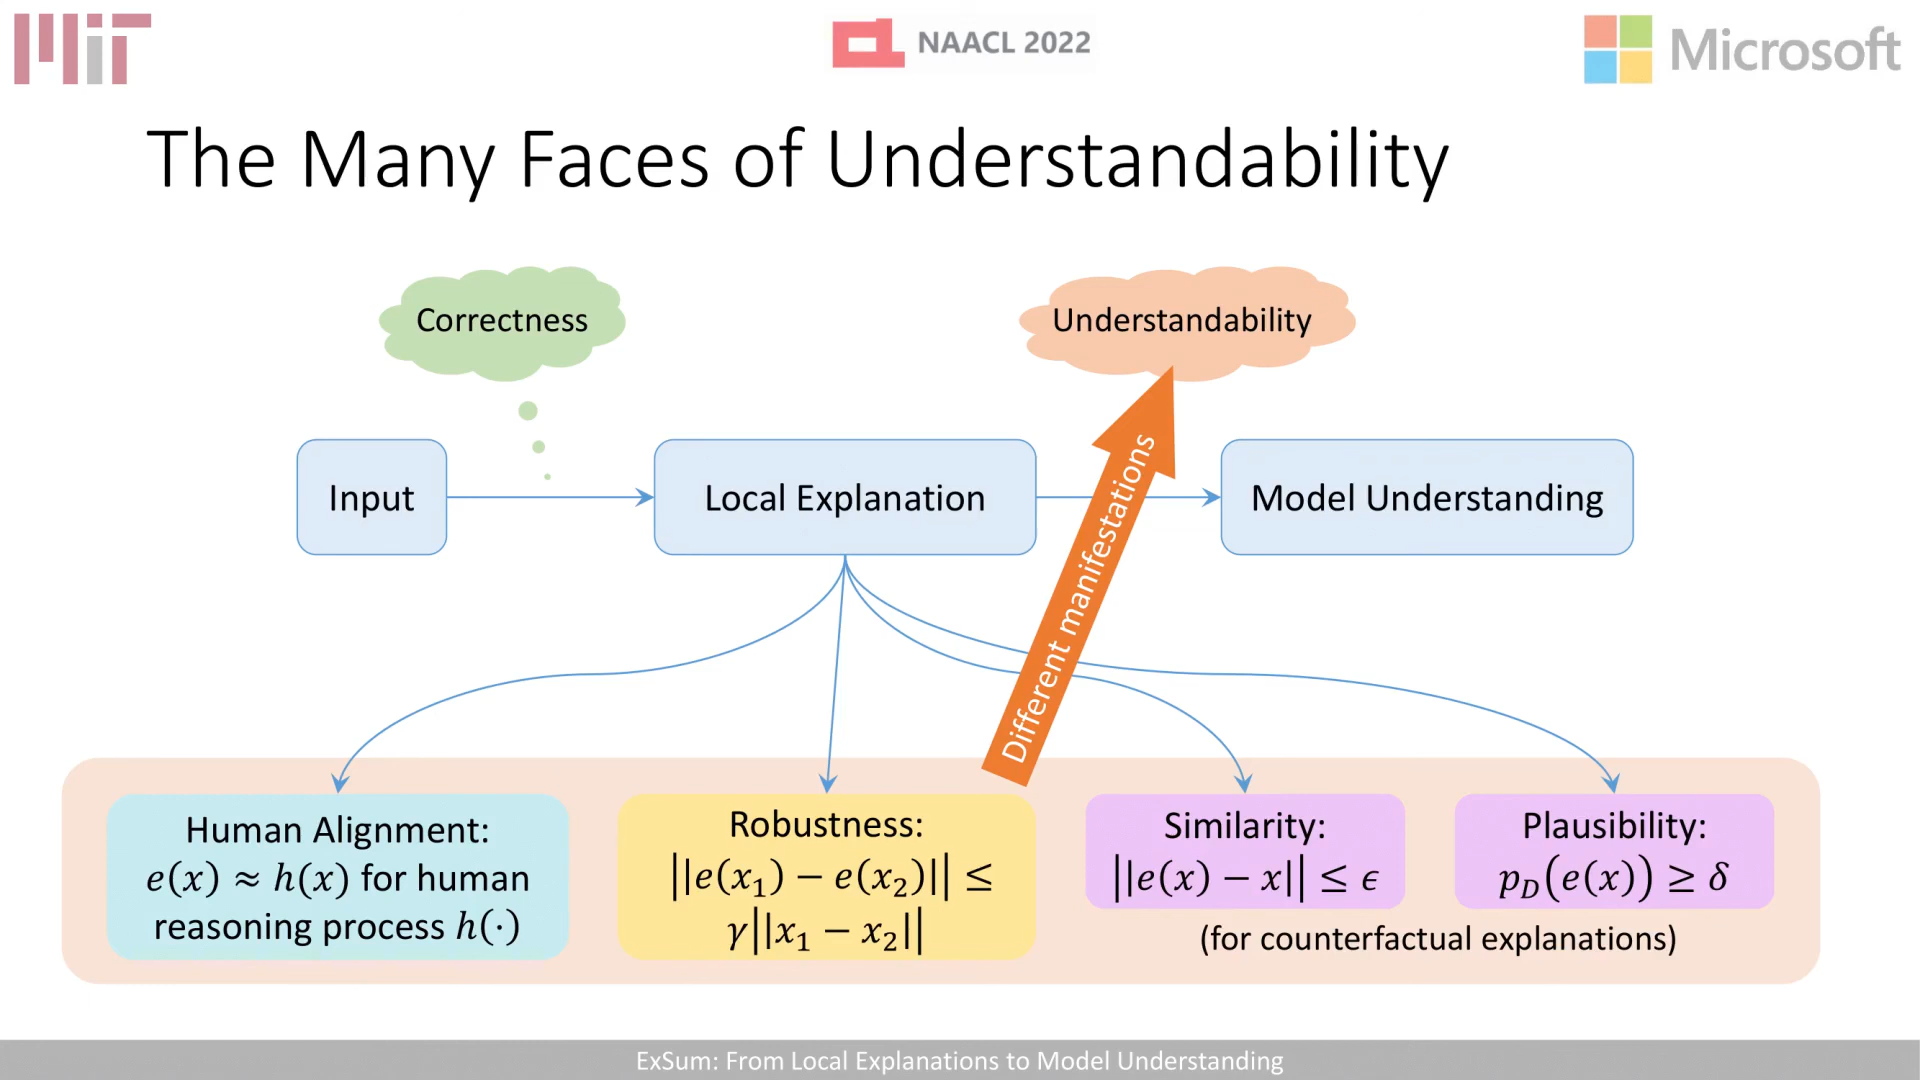 MIT
NAACL 2022
Microsoft
The Many Faces of Understandability
Correctness
Understandability
Input
Local Explanation
Model Understanding
Different manifestations
Human Alignment:
e(x) ≈ h(x) for human
reasoning process h(·)
Robustness:
||e(x₁) − e(x₂)|| ≤
γ||x₁ − x₂||
Similarity:
||e(x) − x|| ≤ ϵ
Plausibility:
p_D(e(x)) ≥ δ
(for counterfactual explanations)
ExSum: From Local Explanations to Model Understanding